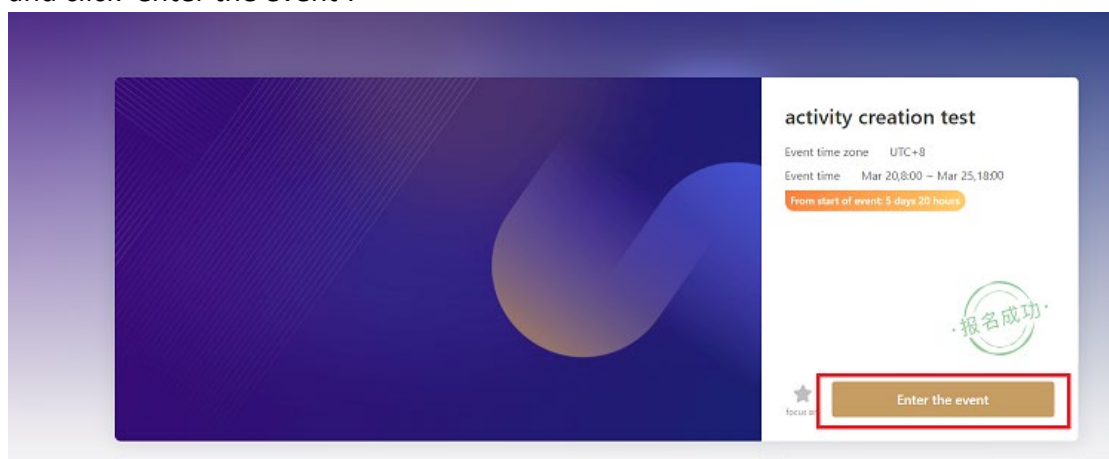 and click 'enter the event'.
activity creation test
Event time zone UTC+8
Event time Mar 20,8:00 ~ Mar 25,18:00
From start of event: 5 days 20 hours
·报名成功·
focus on
Enter the event